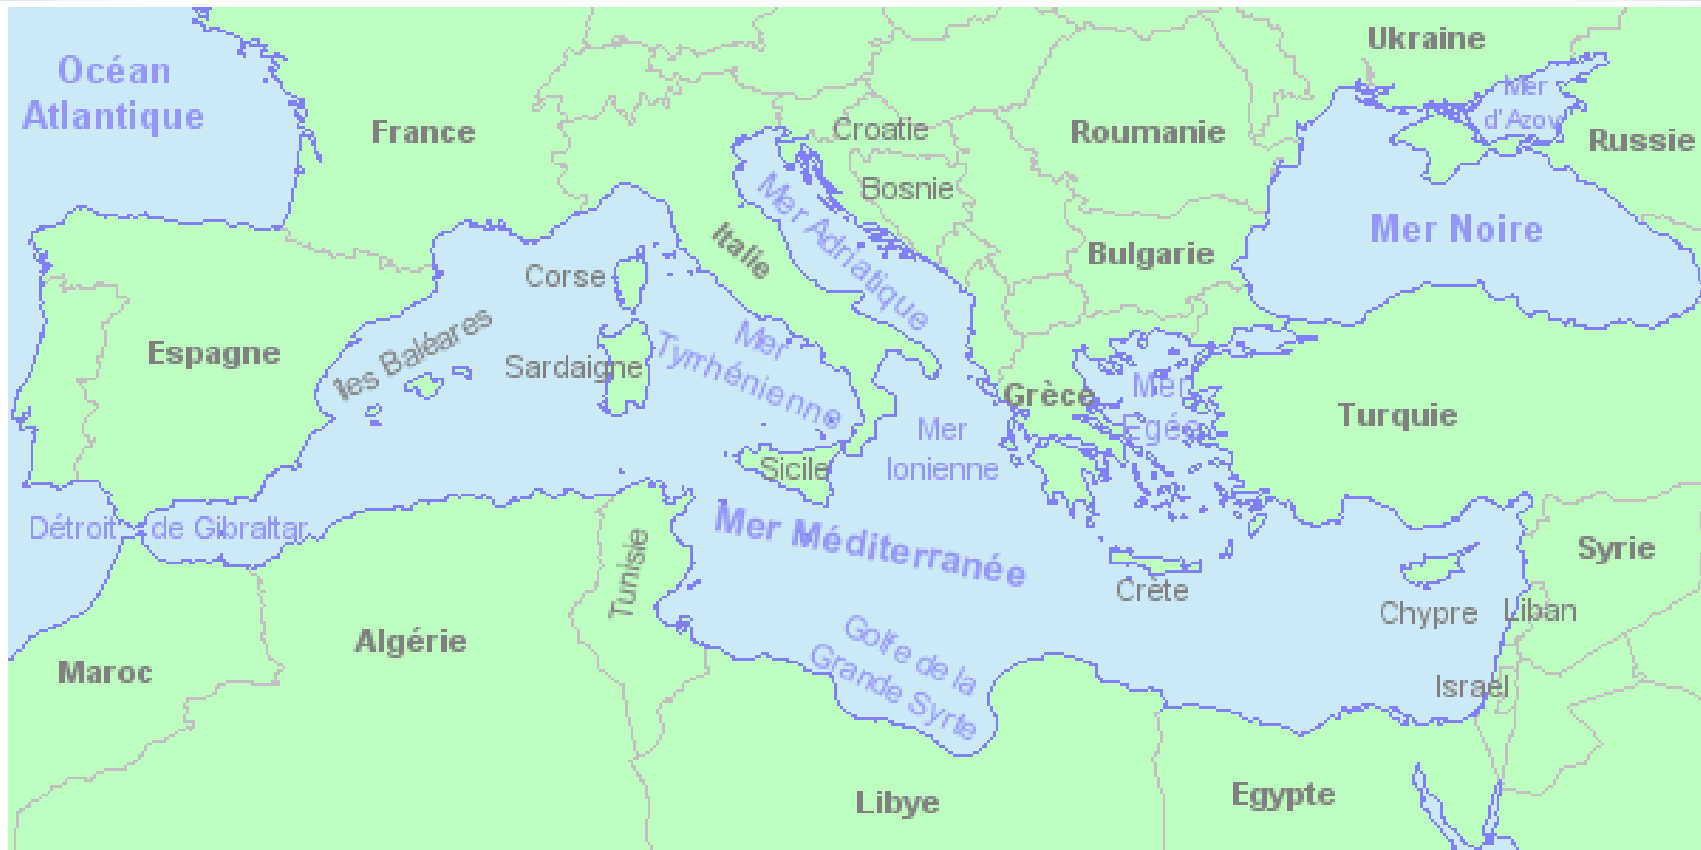 Océan
Atlantique
Ukraine
Mer
d'Azov
France
Croatie
Roumanie
Russie
Bosnie
Mer Adriatique
Mer Noire
Italie
Bulgarie
Corse
Espagne
les Baléares
Sardaigne
Mer
Tyrrhénienne
Grèce
Mer
Egée
Turquie
Mer
Ionienne
Sicile
Détroit de Gibraltar
Mer Méditerranée
Syrie
Tunisie
Crète
Chypre
Liban
Algérie
Maroc
Golfe de la
Grande Syrte
Israel
Libye
Egypte